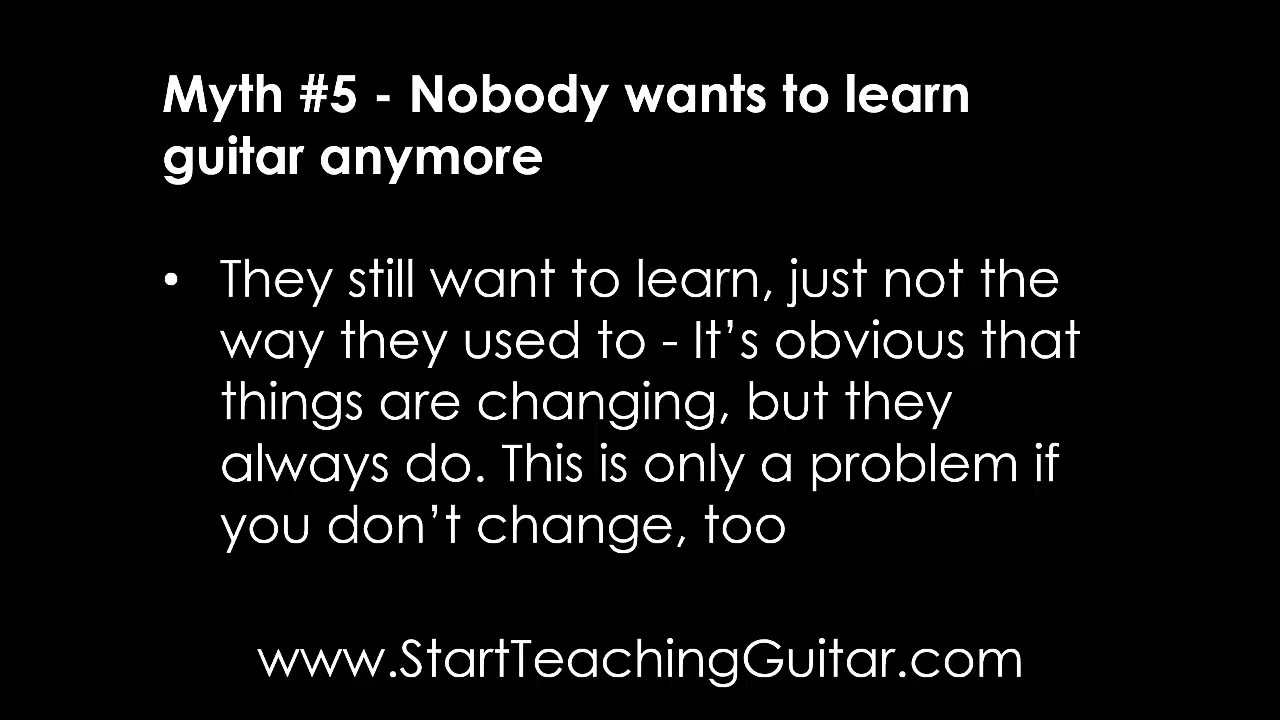 Myth #5 - Nobody wants to learn
guitar anymore
• They still want to learn, just not the
way they used to - It’s obvious that
things are changing, but they
always do. This is only a problem if
you don’t change, too
www.StartTeachingGuitar.com